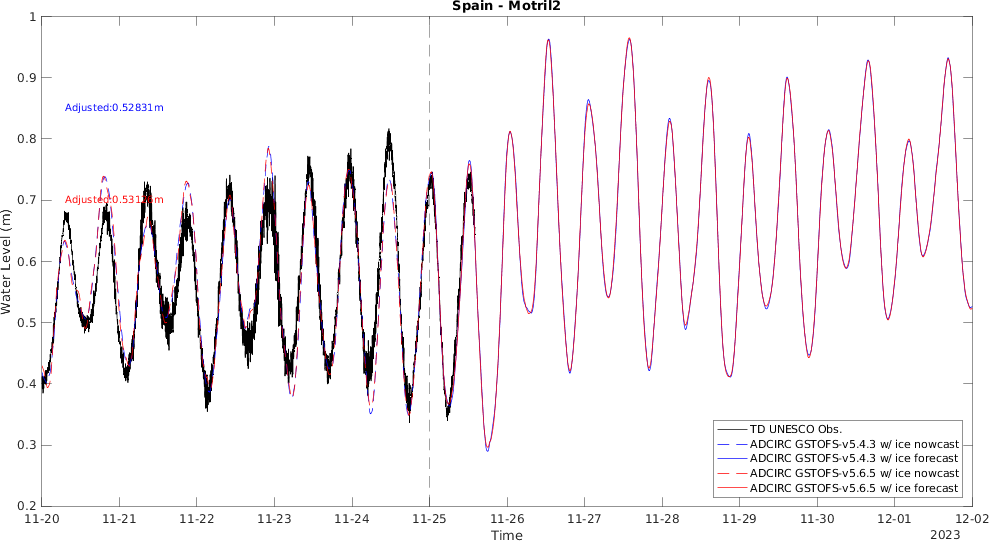 Spain - Motril2
1
0.9
0.8
0.7
0.6
0.5
0.4
0.3
0.2
Water Level (m)
Adjusted:0.52831m
11-20
11-21
11-22
11-23
11-24
11-25
11-26
11-27
11-28
11-29
11-30
12-01
12-02
Time
2023
TD UNESCO Obs.
ADCIRC GSTOFS-v5.4.3 w/ ice nowcast
ADCIRC GSTOFS-v5.4.3 w/ ice forecast
ADCIRC GSTOFS-v5.6.5 w/ ice nowcast
ADCIRC GSTOFS-v5.6.5 w/ ice forecast